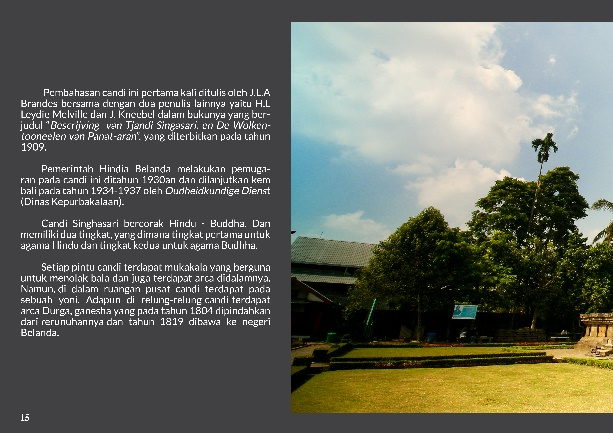 Pembahasan candi ini pertama kali ditulis oleh J.L.A
Brandes bersama dengan dua penulis lainnya yaitu H.L
Leydie Melville dan J. Knebel dalam bukunya yang ber-
judul "Bescrijving van Tjandi Singasari, en De Wolken-
tooneelen van Panat-aran", yang diterbitkan pada tahun
1909.
Pemerintah Hindia Belanda melakukan pemuga-
ran pada candi ini ditahun 1930an dan dilanjutkan kem
bali pada tahun 1934-1937 oleh Oudheidkundige Dienst
(Dinas Kepurbakalaan).
Candi Singhasari bercorak Hindu - Buddha. Dan
memiliki dua tingkat, yang dimana tingkat pertama untuk
agama Hindu dan tingkat kedua untuk agama Budhha.
Setiap pintu candi terdapat mukakala yang berguna
untuk menolak bala dan juga terdapat arca didalamnya.
Namun, di dalam ruangan pusat candi terdapat pada
sebuah yoni. Adapun di relung-relung candi terdapat
arca Durga, ganesha yang pada tahun 1804 dipindahkan
dari rerunuhannya dan tahun 1819 dibawa ke negeri
Belanda.
15